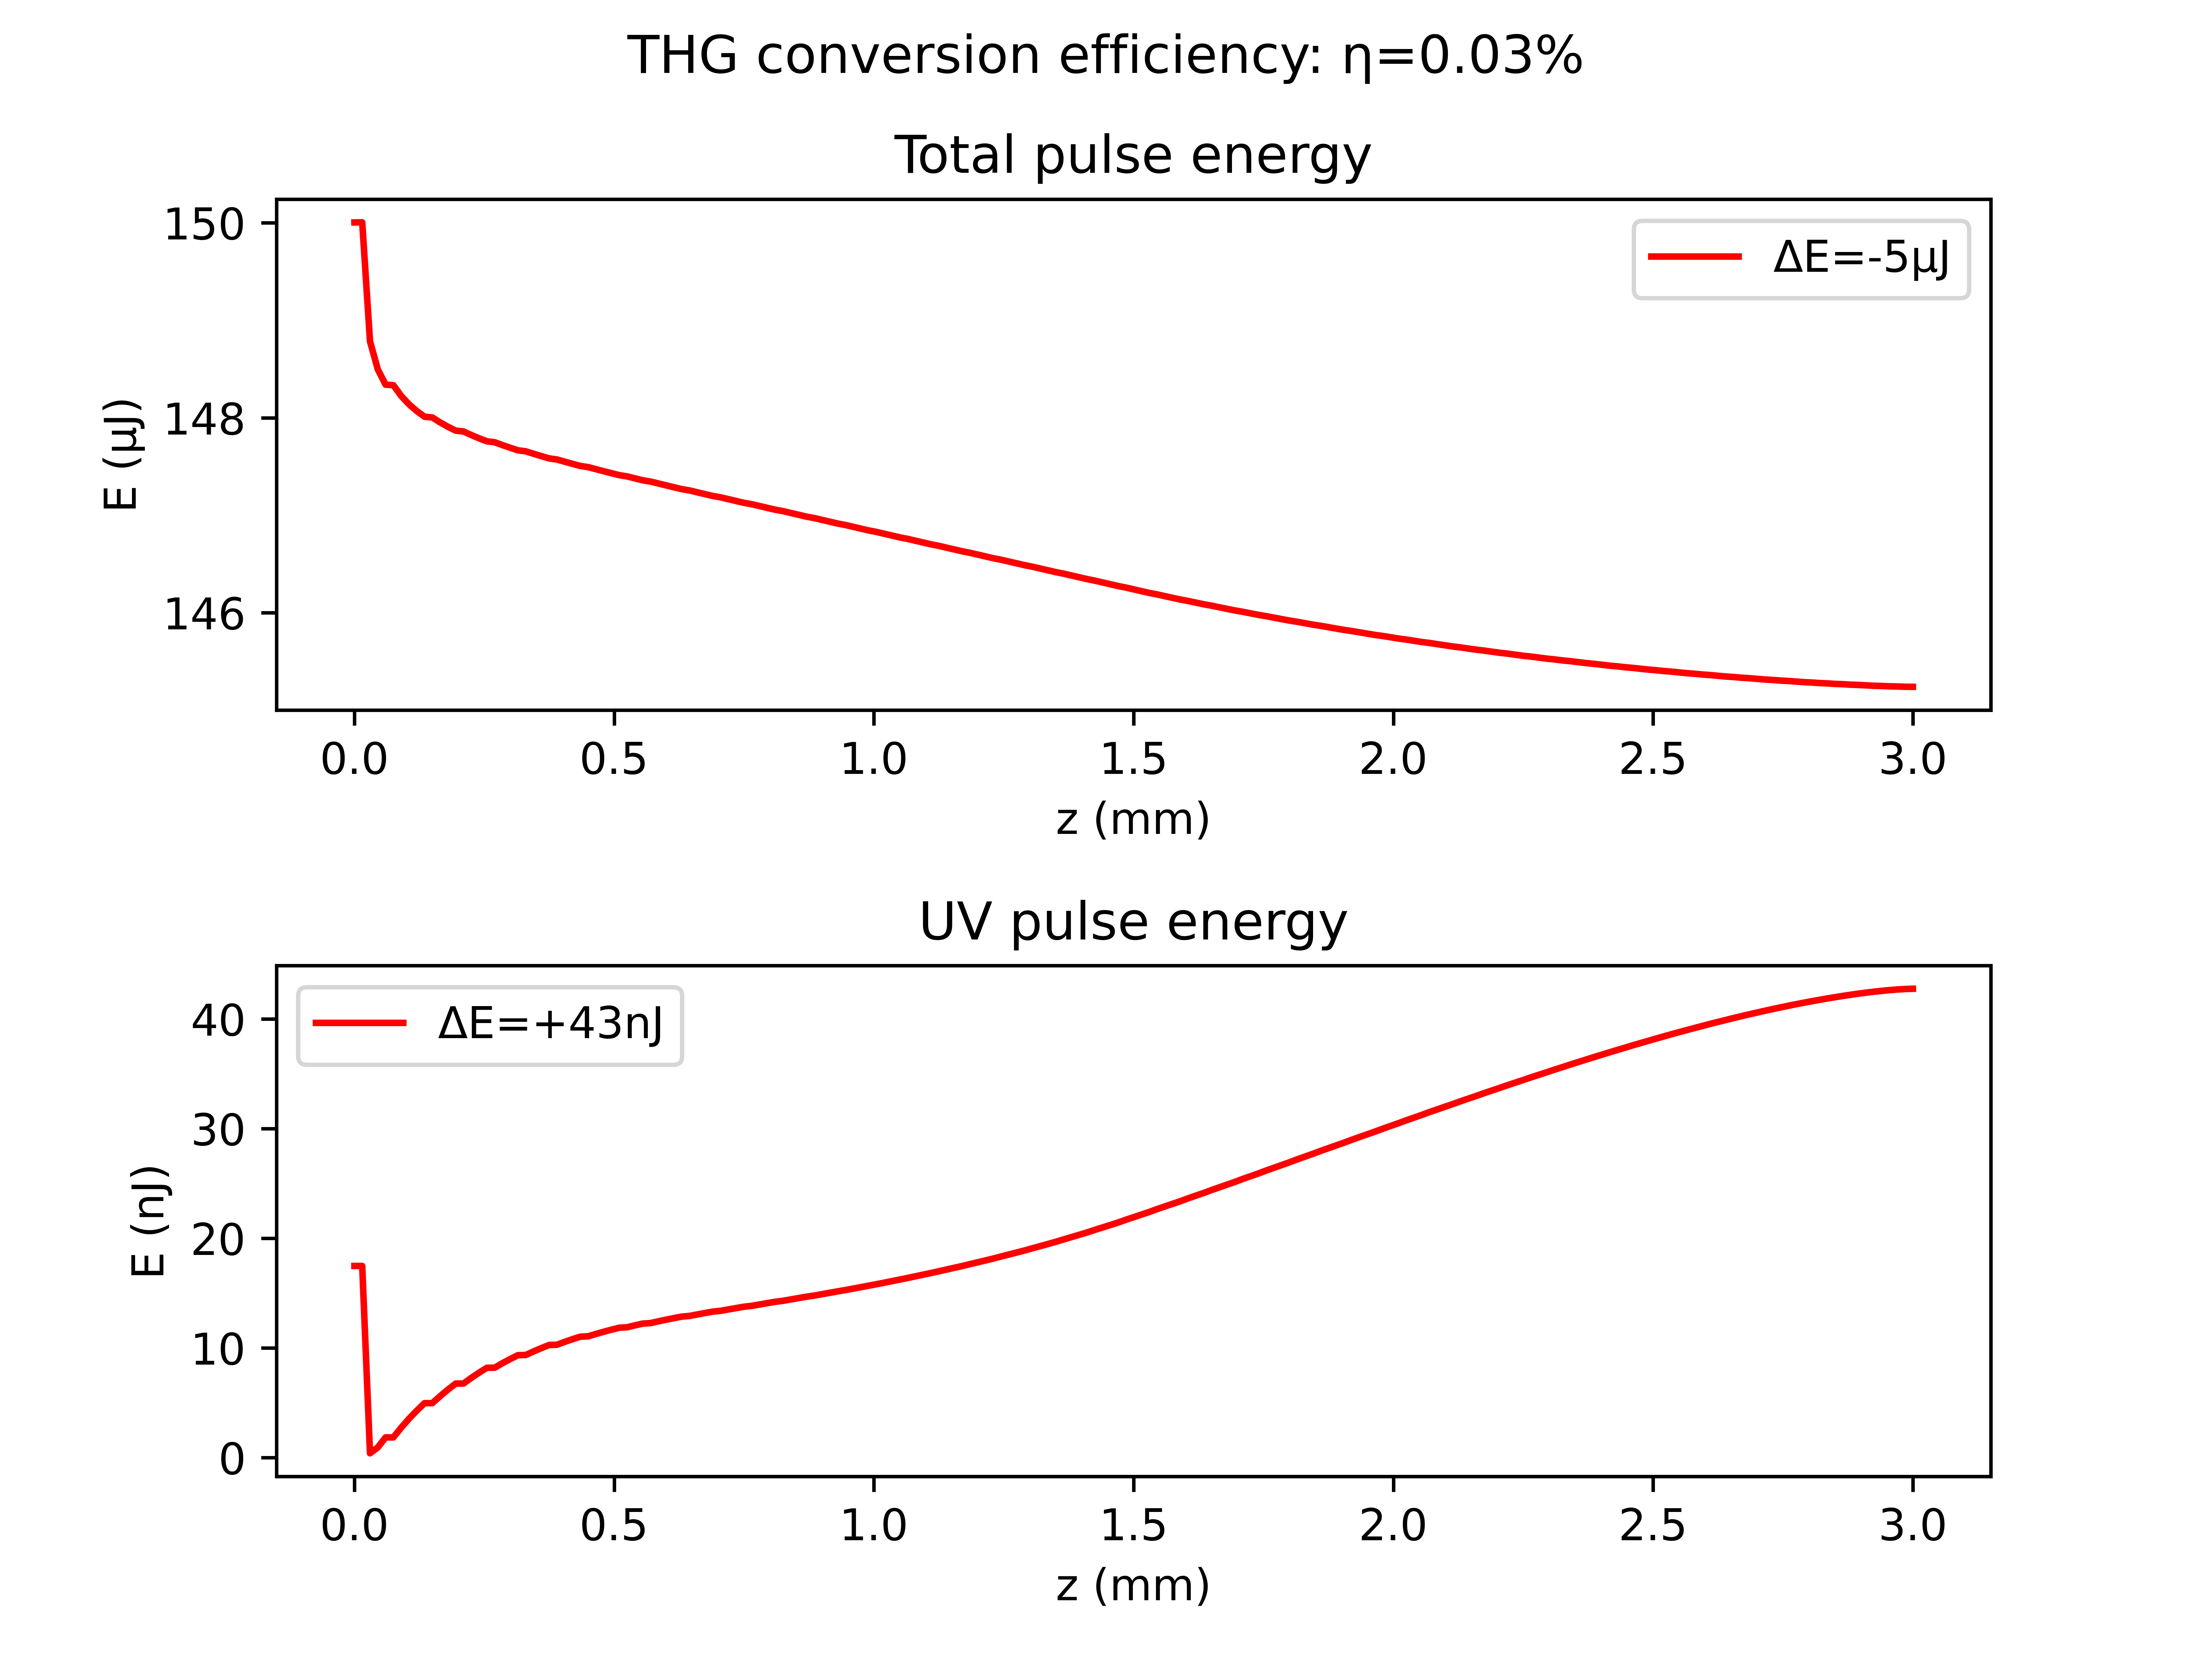 THG conversion efficiency: η=0.03%
Total pulse energy
E (μJ)
150
148
146
ΔE=-5μJ
0.0 0.5 1.0 1.5 2.0 2.5 3.0
z (mm)
UV pulse energy
E (nJ)
40
30
20
10
0
ΔE=+43nJ
0.0 0.5 1.0 1.5 2.0 2.5 3.0
z (mm)